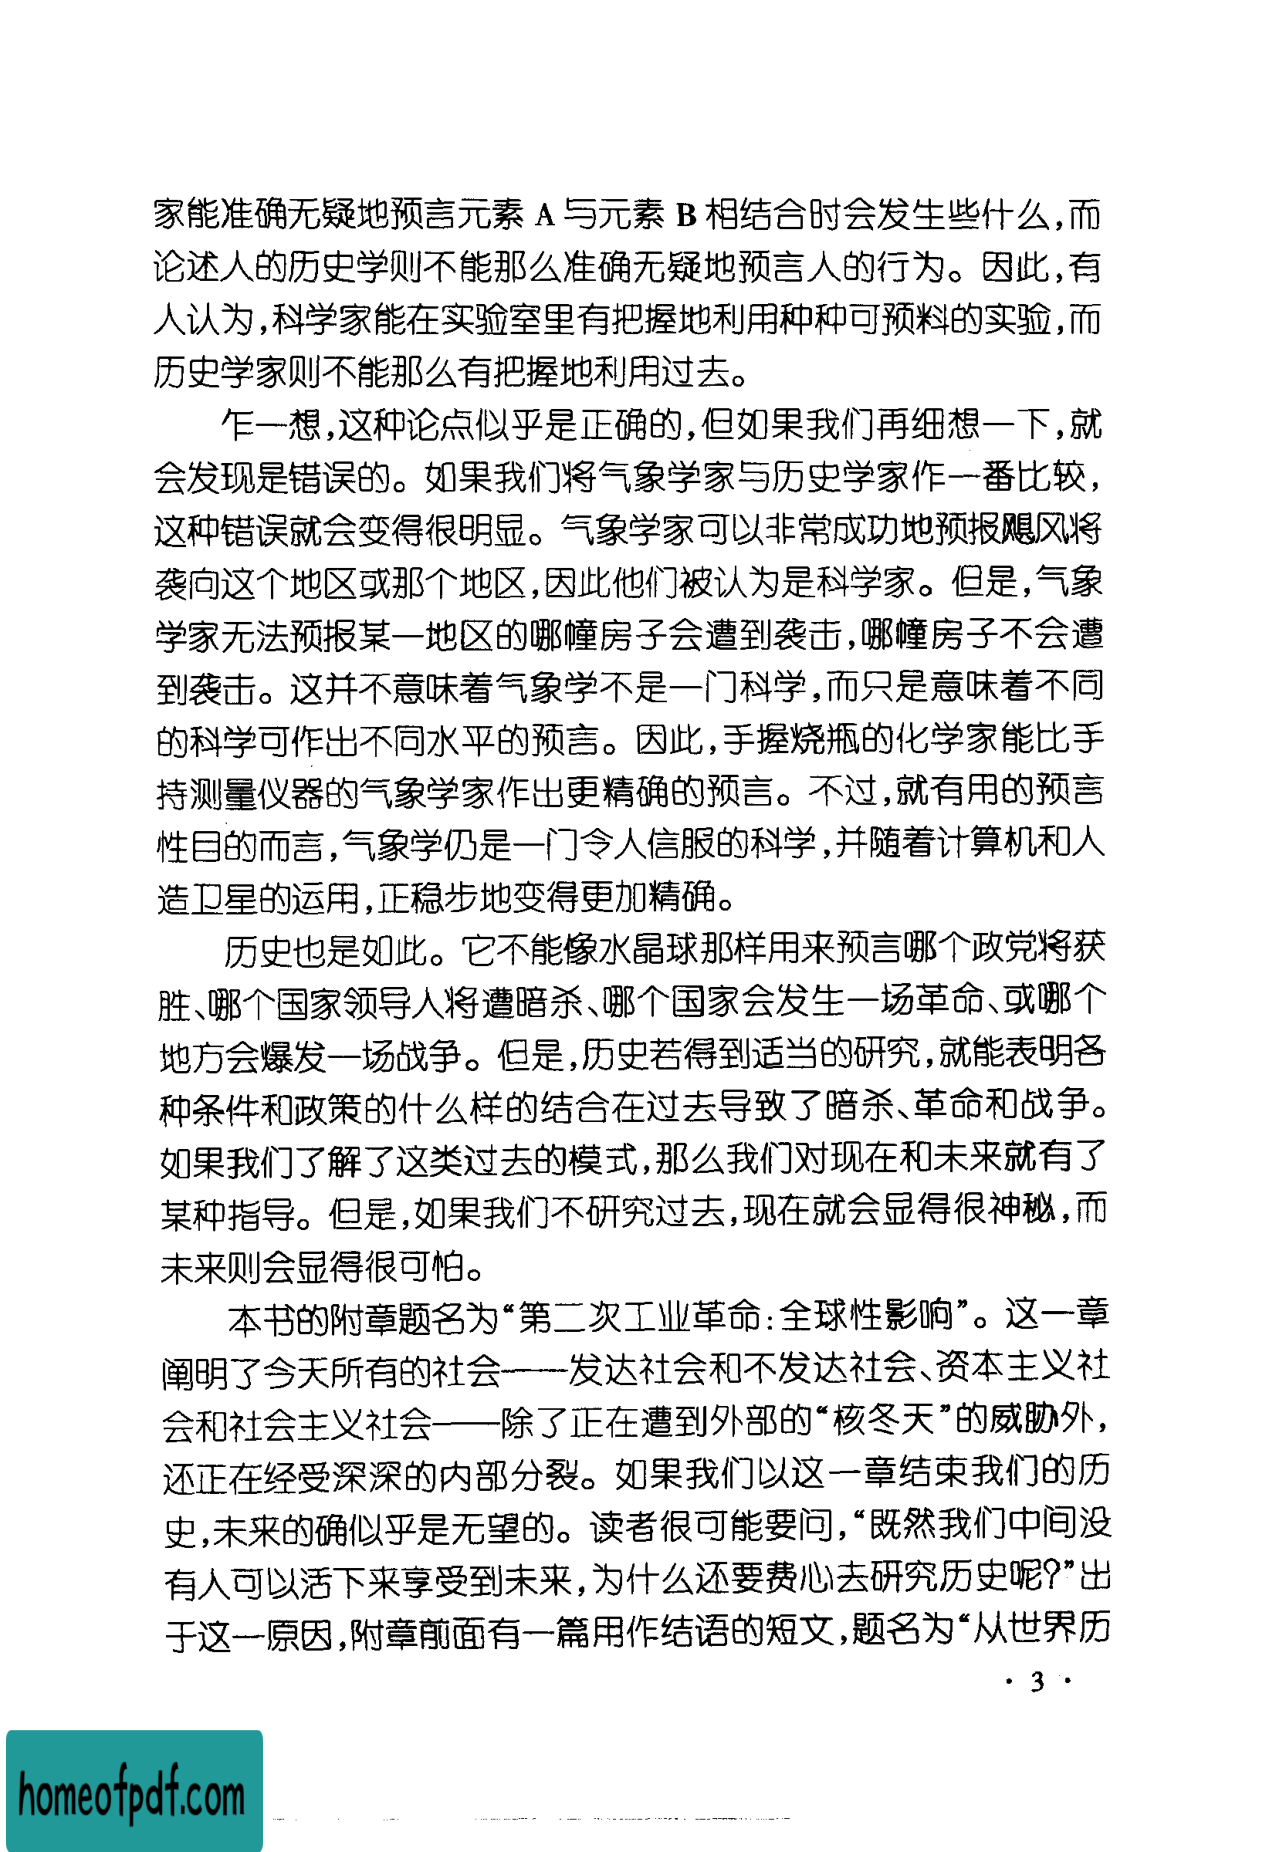 家能准确无疑地预言元素 A 与元素 B 相结合时会发生些什么,而
论述人的历史学则不能那么准确无疑地预言人的行为。因此,有
人认为,科学家能在实验室里有把握地利用种种可预料的实验,而
历史学家则不能那么有把握地利用过去。
乍一想,这种论点似乎是正确的,但如果我们再细想一下,就
会发现是错误的。如果我们将气象学家与历史学家作一番比较,
这种错误就会变得很明显。气象学家可以非常成功地预报飓风将
袭向这个地区或那个地区,因此他们被认为是科学家。但是,气象
学家无法预报某一地区的哪幢房子会遭到袭击,哪幢房子不会遭
到袭击。这并不意味着气象学不是一门科学,而只是意味着不同
的科学可作出不同水平的预言。因此,手握烧瓶的化学家能比手
持测量仪器的气象学家作出更精确的预言。不过,就有用的预言
性目的而言,气象学仍是一门令人信服的科学,并随着计算机和人
造卫星的运用,正稳步地变得更加精确。
历史也是如此。它不能像水晶球那样用来预言哪个政党将获
胜、哪个国家领导人将遭暗杀、哪个国家会发生一场革命、或哪个
地方会爆发一场战争。但是,历史若得到适当的研究,就能表明各
种条件和政策的什么样的结合在过去导致了暗杀、革命和战争。
如果我们了解了这类过去的模式,那么我们对现在和未来就有了
某种指导。但是,如果我们不研究过去,现在就会显得很神秘,而
未来则会显得很可怕。
本书的附章题名为“第二次工业革命:全球性影响”。这一章
阐明了今天所有的社会——发达社会和不发达社会、资本主义社
会和社会主义社会——除了正在遭到外部的“核冬天”的威胁外,
还正在经受深深的内部分裂。如果我们以这一章结束我们的历
史,未来的确似乎是无望的。读者很可能要问,“既然我们中间没
有人可以活下来享受到未来,为什么还要费心去研究历史呢?”出
于这一原因,附章前面有一篇用作结语的短文,题名为“从世界历
· 3 ·
homeofpdf.com